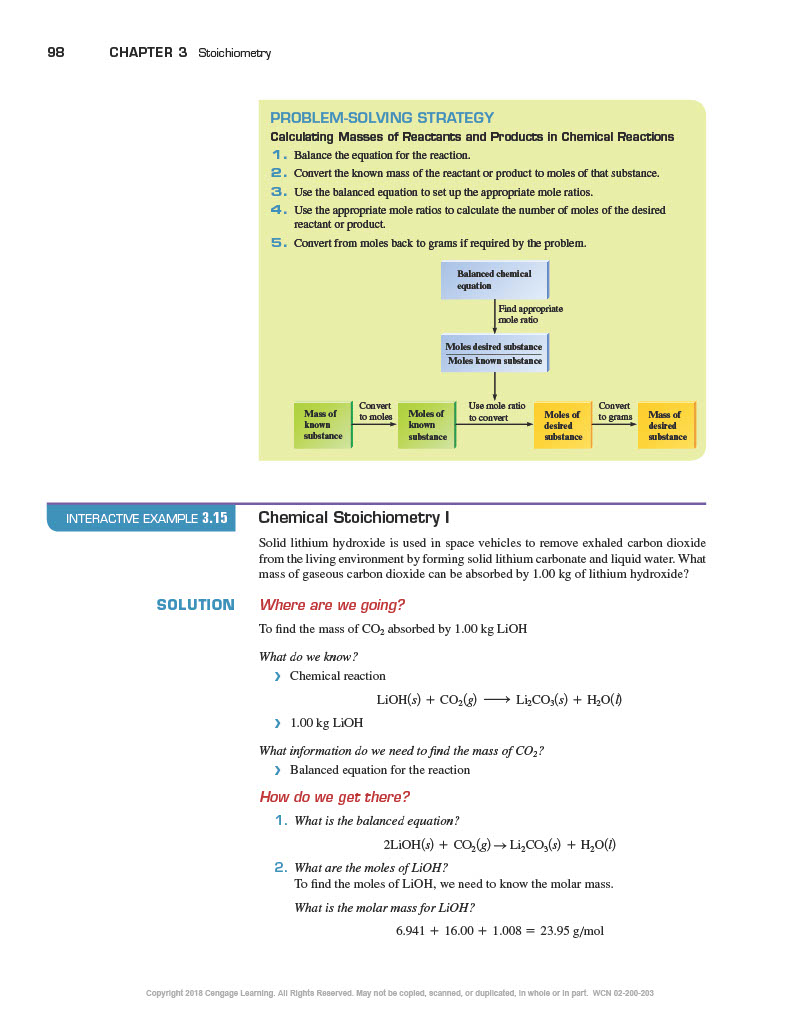 98 CHAPTER 3 Stoichiometry
PROBLEM-SOLVING STRATEGY
Calculating Masses of Reactants and Products in Chemical Reactions
1. Balance the equation for the reaction.
2. Convert the known mass of the reactant or product to moles of that substance.
3. Use the balanced equation to set up the appropriate mole ratios.
4. Use the appropriate mole ratios to calculate the number of moles of the desired
reactant or product.
5. Convert from moles back to grams if required by the problem.
Balanced chemical
equation
Find appropriate
mole ratio
Moles desired substance
Moles known substance
Mass of
known
substance
Convert
to moles
Moles of
known
substance
Use mole ratio
to convert
Moles of
desired
substance
Convert
to grams
Mass of
desired
substance
INTERACTIVE EXAMPLE 3.15
Chemical Stoichiometry I
Solid lithium hydroxide is used in space vehicles to remove exhaled carbon dioxide
from the living environment by forming solid lithium carbonate and liquid water. What
mass of gaseous carbon dioxide can be absorbed by 1.00 kg of lithium hydroxide?
SOLUTION
Where are we going?
To find the mass of CO₂ absorbed by 1.00 kg LiOH
What do we know?
› Chemical reaction
LiOH(s) + CO₂(g) ⟶ Li₂CO₃(s) + H₂O(l)
› 1.00 kg LiOH
What information do we need to find the mass of CO₂?
› Balanced equation for the reaction
How do we get there?
1. What is the balanced equation?
2LiOH(s) + CO₂(g) → Li₂CO₃(s) + H₂O(l)
2. What are the moles of LiOH?
To find the moles of LiOH, we need to know the molar mass.
What is the molar mass for LiOH?
6.941 + 16.00 + 1.008 = 23.95 g/mol
Copyright 2018 Cengage Learning. All Rights Reserved. May not be copied, scanned, or duplicated, in whole or in part. WCN 02-200-203